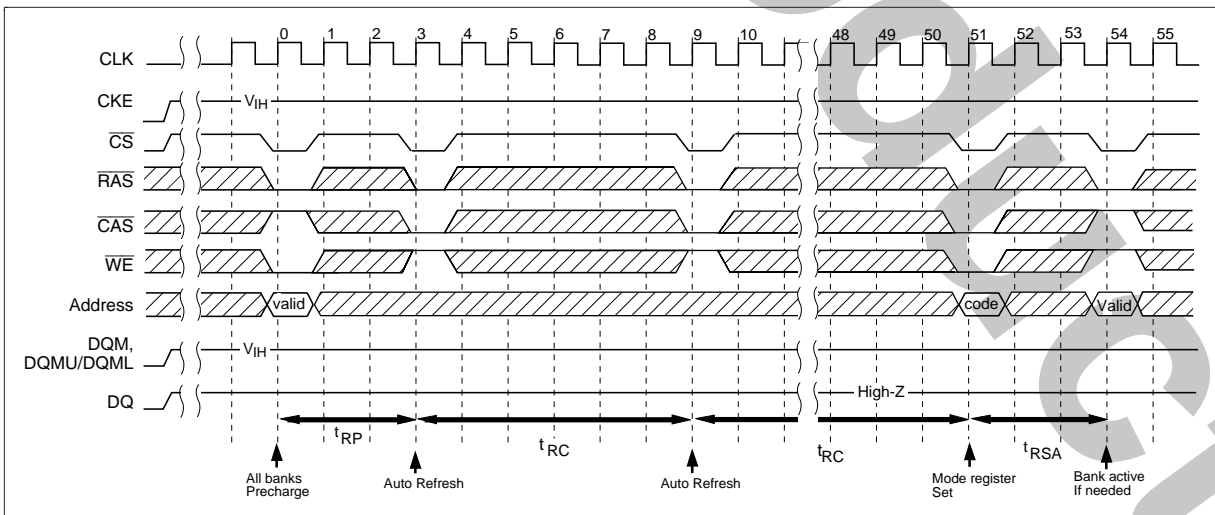 0 1 2 3 4 5 6 7 8 9 10 48 49 50 51 52 53 54 55
CLK
CKE
VIH
CS
RAS
CAS
WE
Address
valid
code
Valid
DQM,
DQMU/DQML
VIH
DQ
High-Z
tRP
tRC
tRC
tRSA
All banks
Precharge
Auto Refresh
Auto Refresh
Mode register
Set
Bank active
If needed